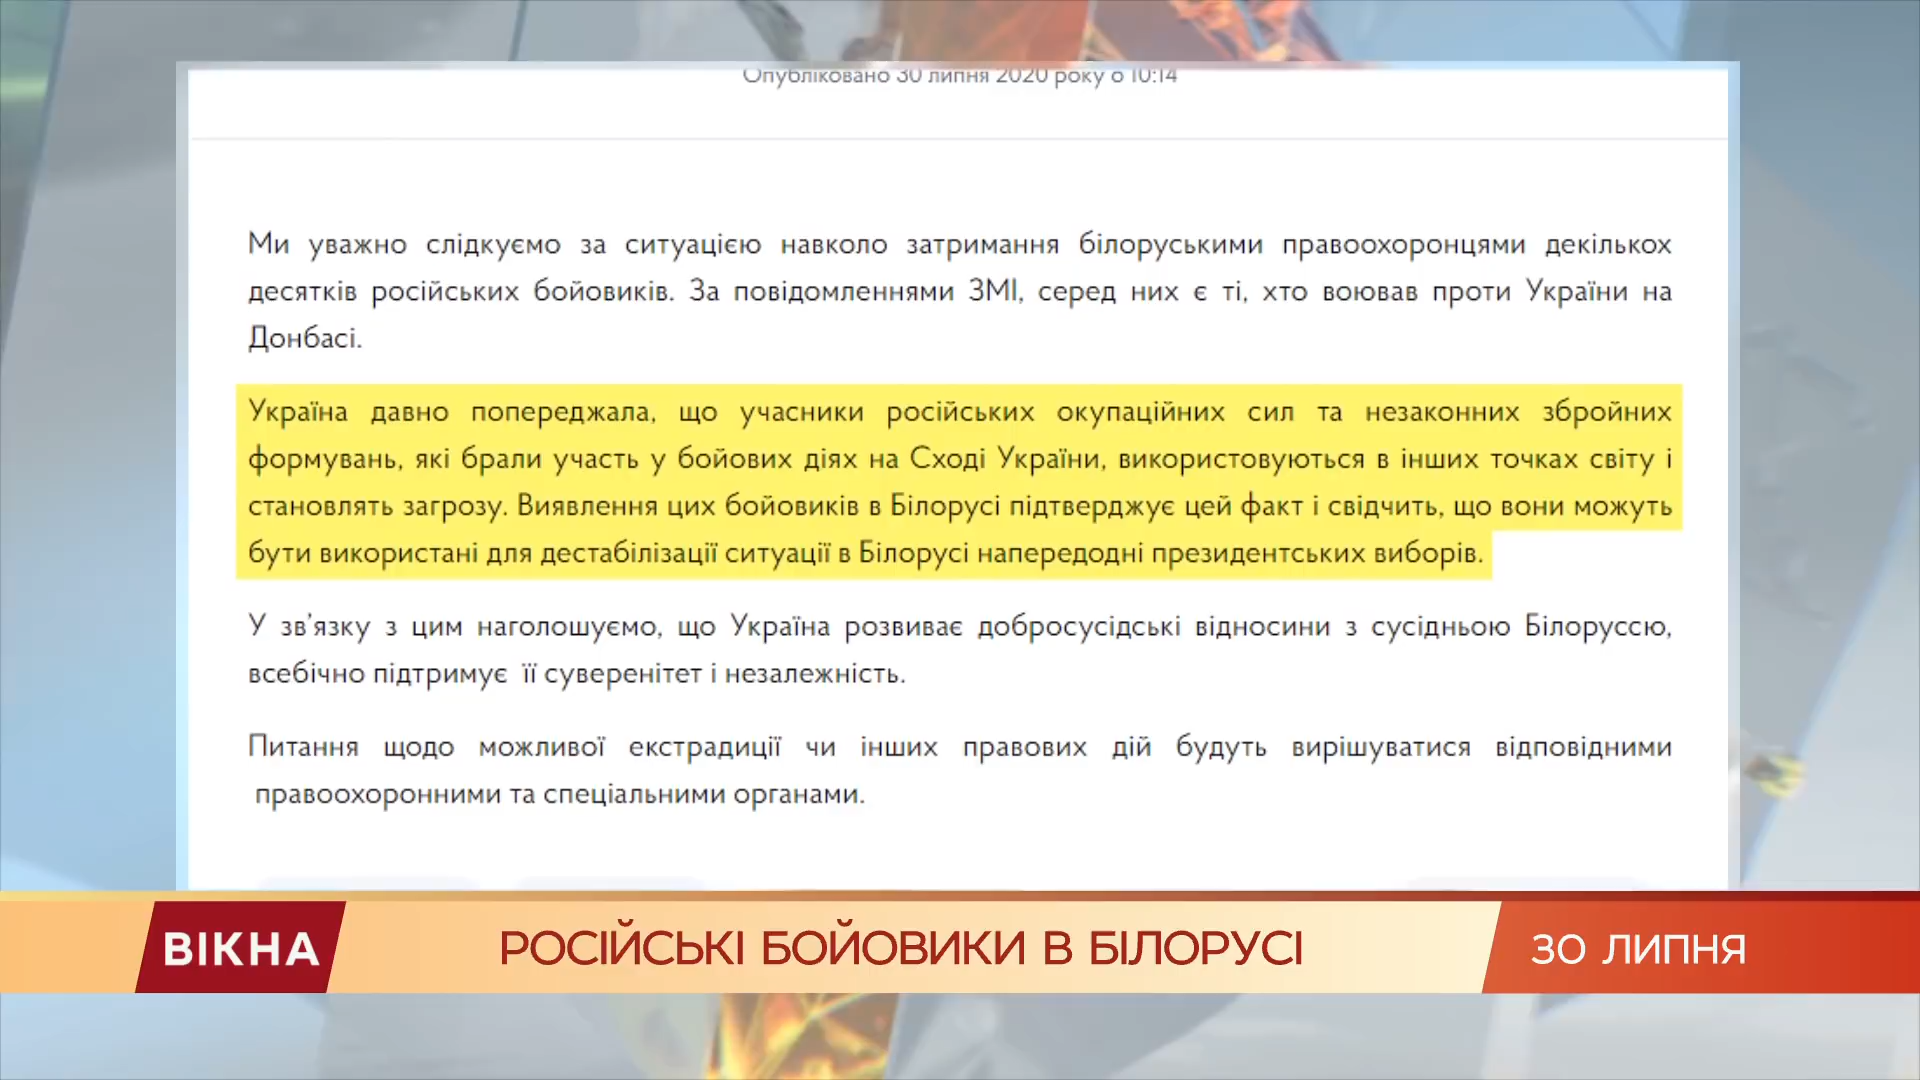 Опубліковано 30 липня 2020 року о 10:14
Ми уважно слідкуємо за ситуацією навколо затримання білоруськими правоохоронцями декількох
десятків російських бойовиків. За повідомленнями ЗМІ, серед них є ті, хто воював проти України на
Донбасі.
Україна давно попереджала, що учасники російських окупаційних сил та незаконних збройних
формувань, які брали участь у бойових діях на Сході України, використовуються в інших точках світу і
становлять загрозу. Виявлення цих бойовиків в Білорусі підтверджує цей факт і свідчить, що вони можуть
бути використані для дестабілізації ситуації в Білорусі напередодні президентських виборів.
У зв’язку з цим наголошуємо, що Україна розвиває добросусідські відносини з сусідньою Білоруссю,
всебічно підтримує її суверенітет і незалежність.
Питання щодо можливої екстрадиції чи інших правових дій будуть вирішуватися відповідними
правоохоронними та спеціальними органами.
ВІКНА
РОСІЙСЬКІ БОЙОВИКИ В БІЛОРУСІ
30 ЛИПНЯ